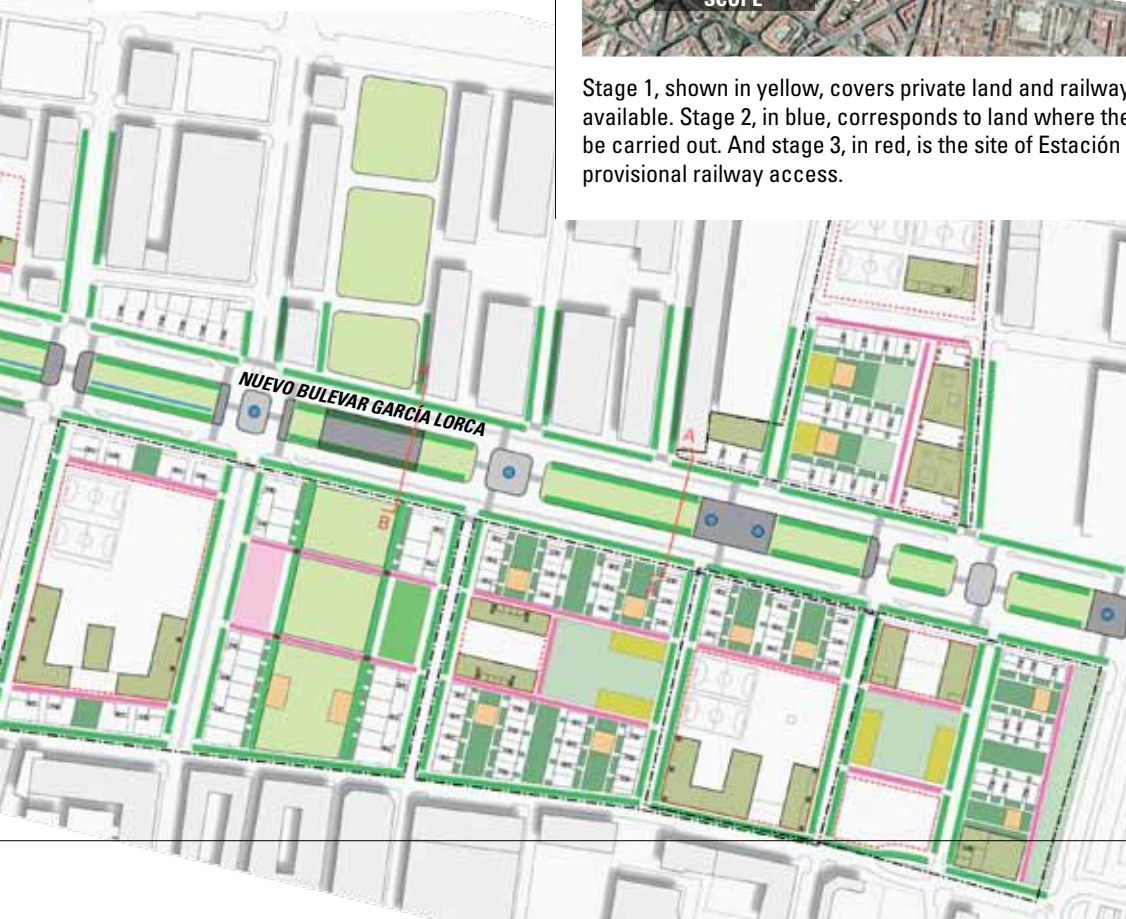 SCOPE
Stage 1, shown in yellow, covers private land and railway
available. Stage 2, in blue, corresponds to land where the
be carried out. And stage 3, in red, is the site of Estación
provisional railway access.
NUEVO BULEVAR GARCÍA LORCA
A
B